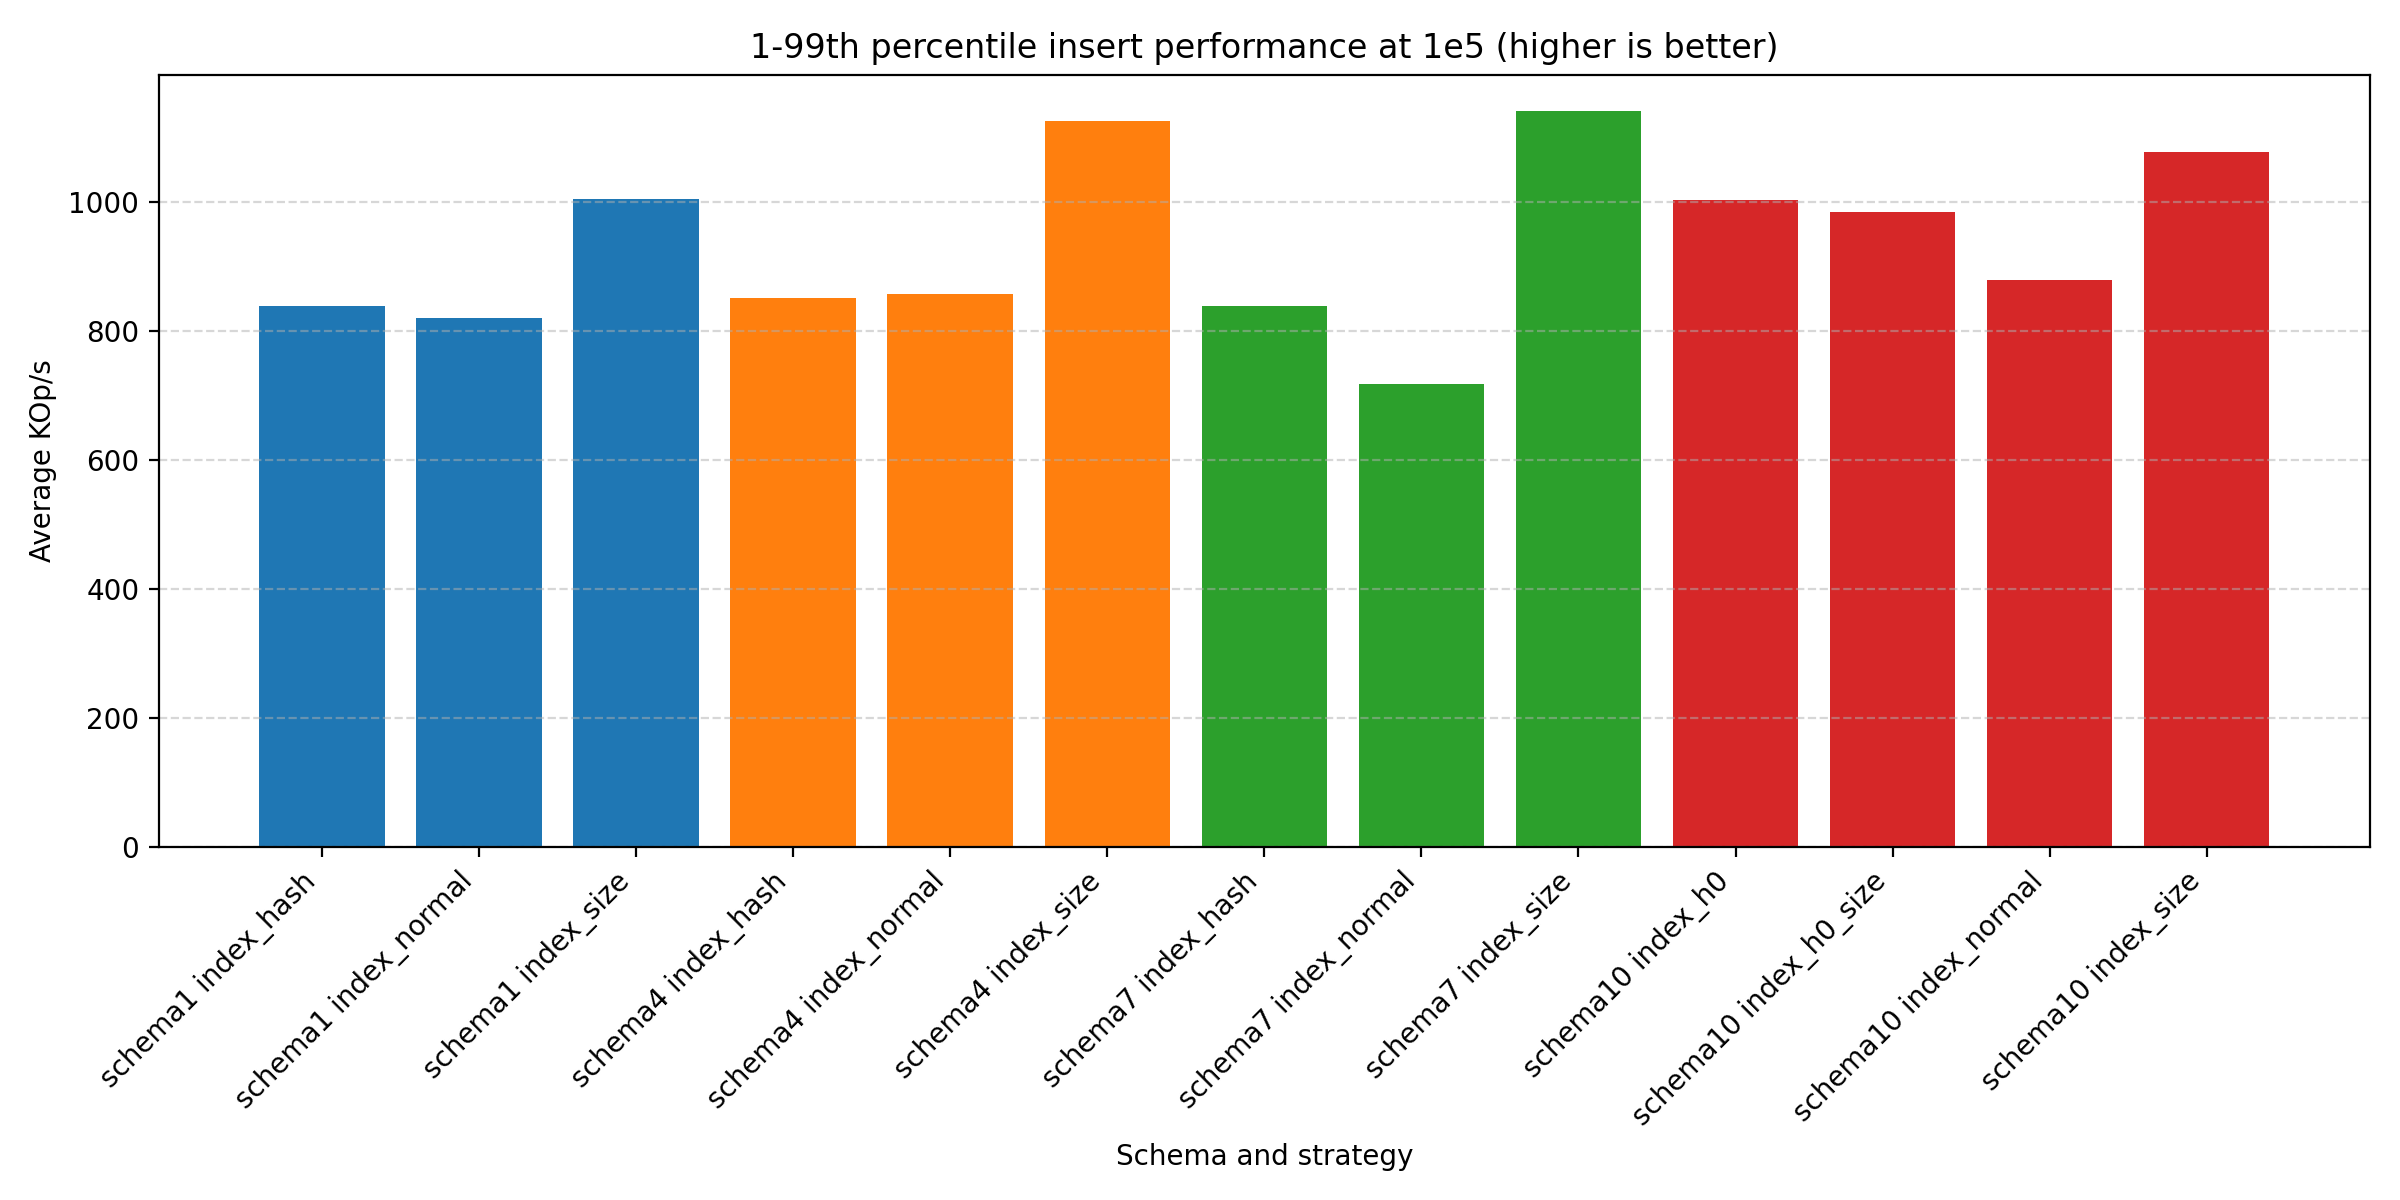 1-99th percentile insert performance at 1e5 (higher is better)
Average KOp/s
1000
800
600
400
200
0
schema1 index_hash
schema1 index_normal
schema1 index_size
schema4 index_hash
schema4 index_normal
schema4 index_size
schema7 index_hash
schema7 index_normal
schema7 index_size
schema10 index_h0
schema10 index_h0_size
schema10 index_normal
schema10 index_size
Schema and strategy